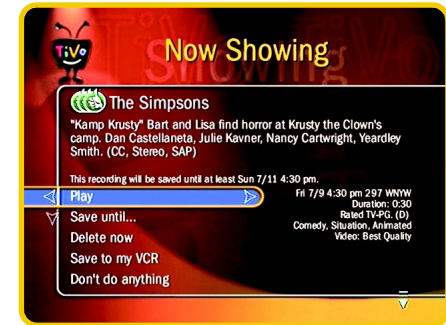 TiVo
Now Showing
The Simpsons
"Kamp Krusty" Bart and Lisa find horror at Krusty the Clown's
camp. Dan Castellaneta, Julie Kavner, Nancy Cartwright, Yeardley
Smith. (CC, Stereo, SAP)
This recording will be saved until at least Sun 7/11 4:30 pm.
Play
Save until...
Delete now
Save to my VCR
Don't do anything
Fri 7/9 4:30 pm 297 WNYW
Duration: 0:30
Rated TV-PG. (D)
Comedy, Situation, Animated
Video: Best Quality